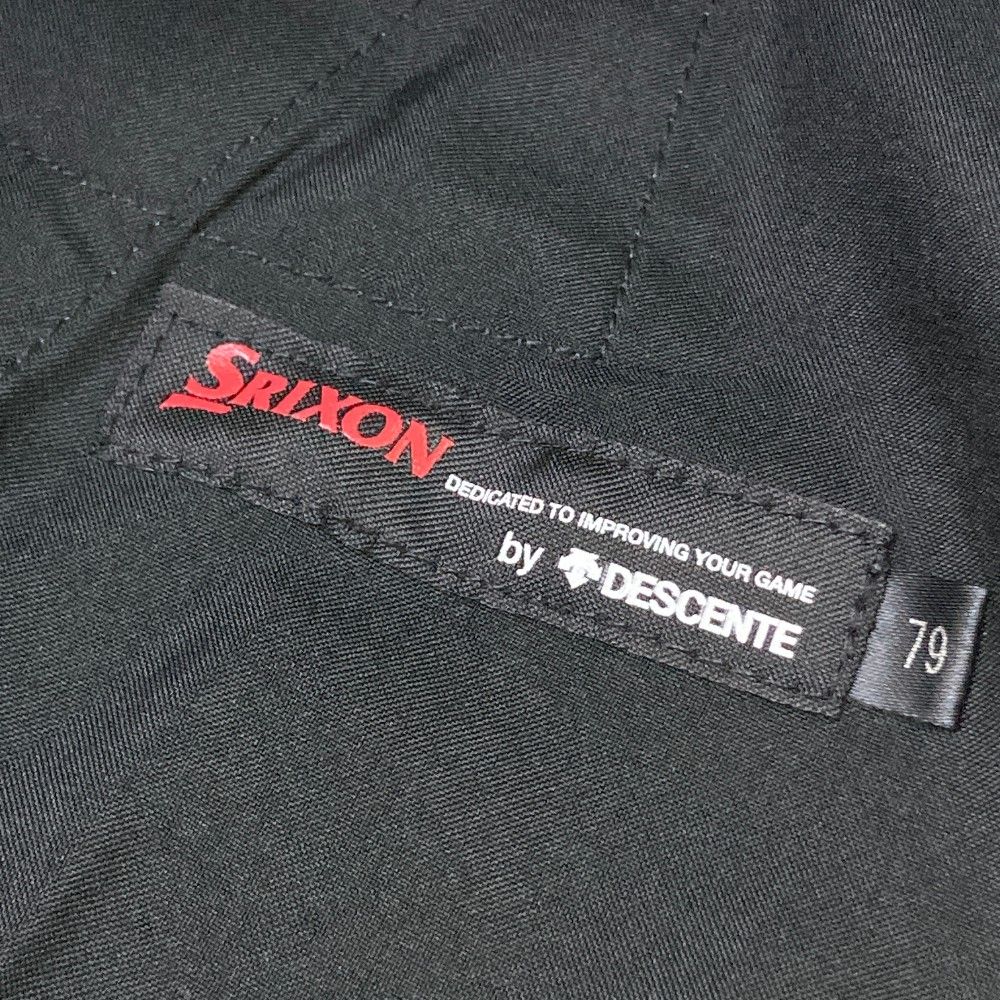 SRIXON
DEDICATED TO IMPROVING YOUR GAME
by DESCENTE
79